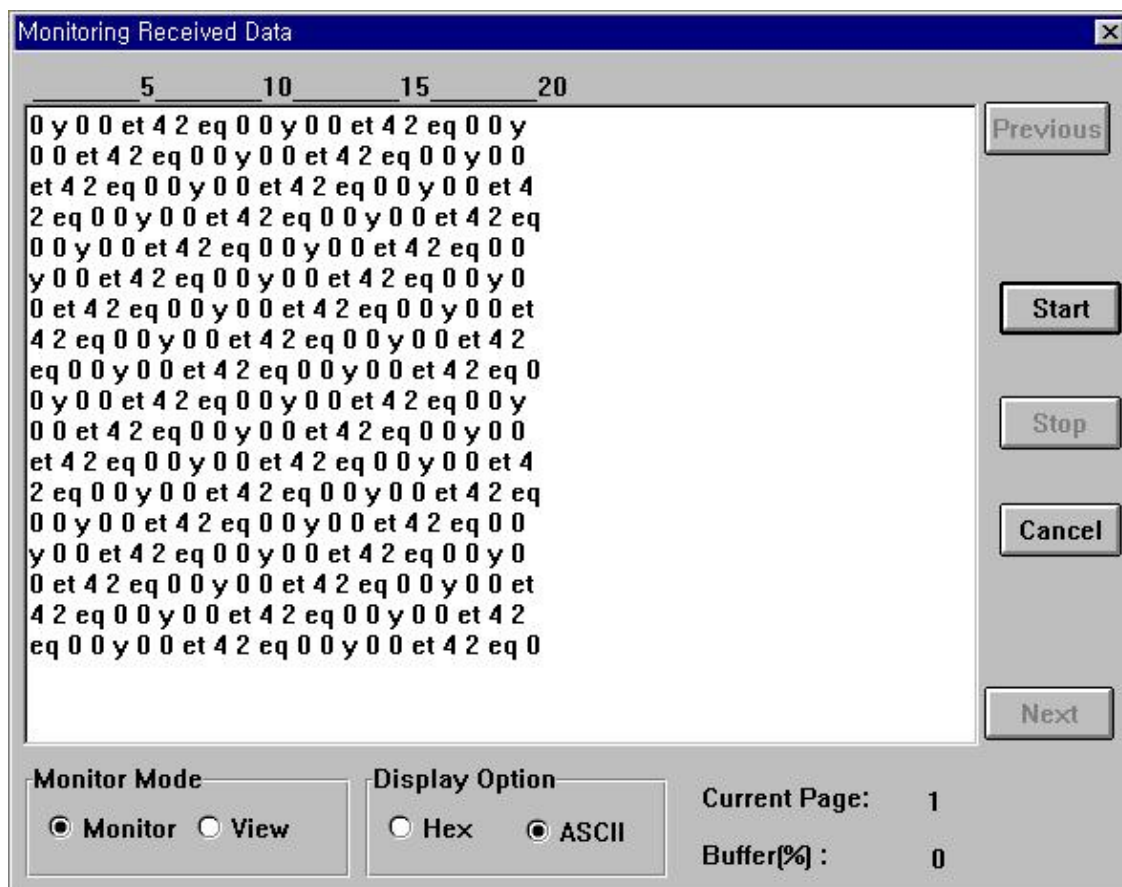 Monitoring Received Data
5 10 15 20
0 y 0 0 et 4 2 eq 0 0 y 0 0 et 4 2 eq 0 0 y
0 0 et 4 2 eq 0 0 y 0 0 et 4 2 eq 0 0 y 0 0
et 4 2 eq 0 0 y 0 0 et 4 2 eq 0 0 y 0 0 et 4
2 eq 0 0 y 0 0 et 4 2 eq 0 0 y 0 0 et 4 2 eq
0 0 y 0 0 et 4 2 eq 0 0 y 0 0 et 4 2 eq 0 0
y 0 0 et 4 2 eq 0 0 y 0 0 et 4 2 eq 0 0 y 0
0 et 4 2 eq 0 0 y 0 0 et 4 2 eq 0 0 y 0 0 et
4 2 eq 0 0 y 0 0 et 4 2 eq 0 0 y 0 0 et 4 2
eq 0 0 y 0 0 et 4 2 eq 0 0 y 0 0 et 4 2 eq 0
0 y 0 0 et 4 2 eq 0 0 y 0 0 et 4 2 eq 0 0 y
0 0 et 4 2 eq 0 0 y 0 0 et 4 2 eq 0 0 y 0 0
et 4 2 eq 0 0 y 0 0 et 4 2 eq 0 0 y 0 0 et 4
2 eq 0 0 y 0 0 et 4 2 eq 0 0 y 0 0 et 4 2 eq
0 0 y 0 0 et 4 2 eq 0 0 y 0 0 et 4 2 eq 0 0
y 0 0 et 4 2 eq 0 0 y 0 0 et 4 2 eq 0 0 y 0
0 et 4 2 eq 0 0 y 0 0 et 4 2 eq 0 0 y 0 0 et
4 2 eq 0 0 y 0 0 et 4 2 eq 0 0 y 0 0 et 4 2
eq 0 0 y 0 0 et 4 2 eq 0 0 y 0 0 et 4 2 eq 0
Previous
Start
Stop
Cancel
Next
Monitor Mode
Monitor View
Display Option
Hex ASCII
Current Page: 1
Buffer(%) : 0